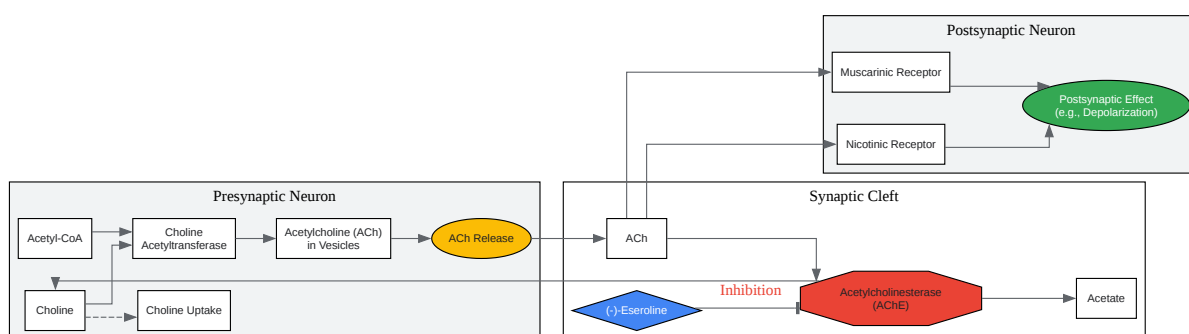 Postsynaptic Neuron
Muscarinic Receptor
Postsynaptic Effect
(e.g., Depolarization)
Nicotinic Receptor
Presynaptic Neuron
Synaptic Cleft
Acetyl-CoA
Choline
Acetyltransferase
Acetylcholine (ACh)
in Vesicles
ACh Release
ACh
Choline
Choline Uptake
Inhibition
(-)-Eseroline
Acetylcholinesterase
(AChE)
Acetate